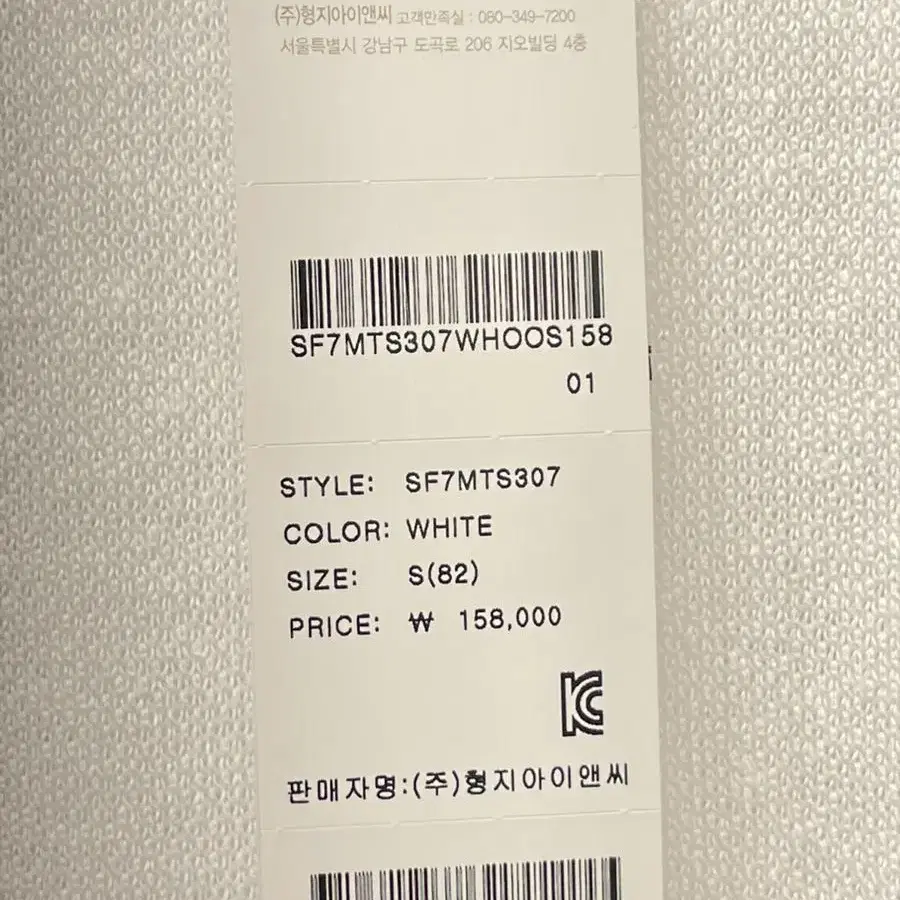 (주)형지아이앤씨 고객만족실 : 080-349-7200
서울특별시 강남구 도곡로 206 지오빌딩 4층
SF7MTS307WHOOS158
01
STYLE: SF7MTS307
COLOR: WHITE
SIZE: S(82)
PRICE: ₩ 158,000
KC
판매자명:(주)형지아이앤씨